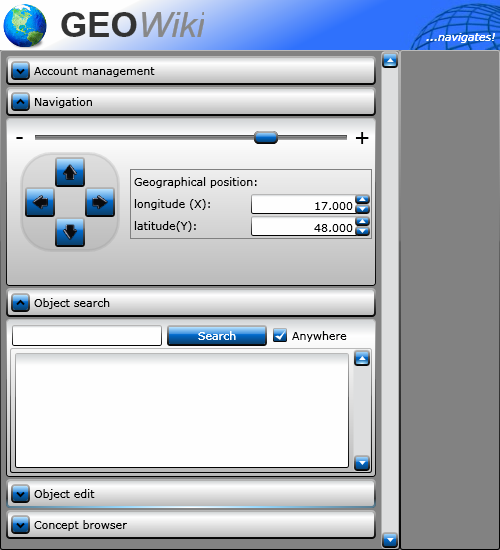 GEOWiki
...navigates!
Account management
Navigation
- +
Geographical position:
longitude (X): 17.000
latitude(Y): 48.000
Object search
Search Anywhere
Object edit
Concept browser